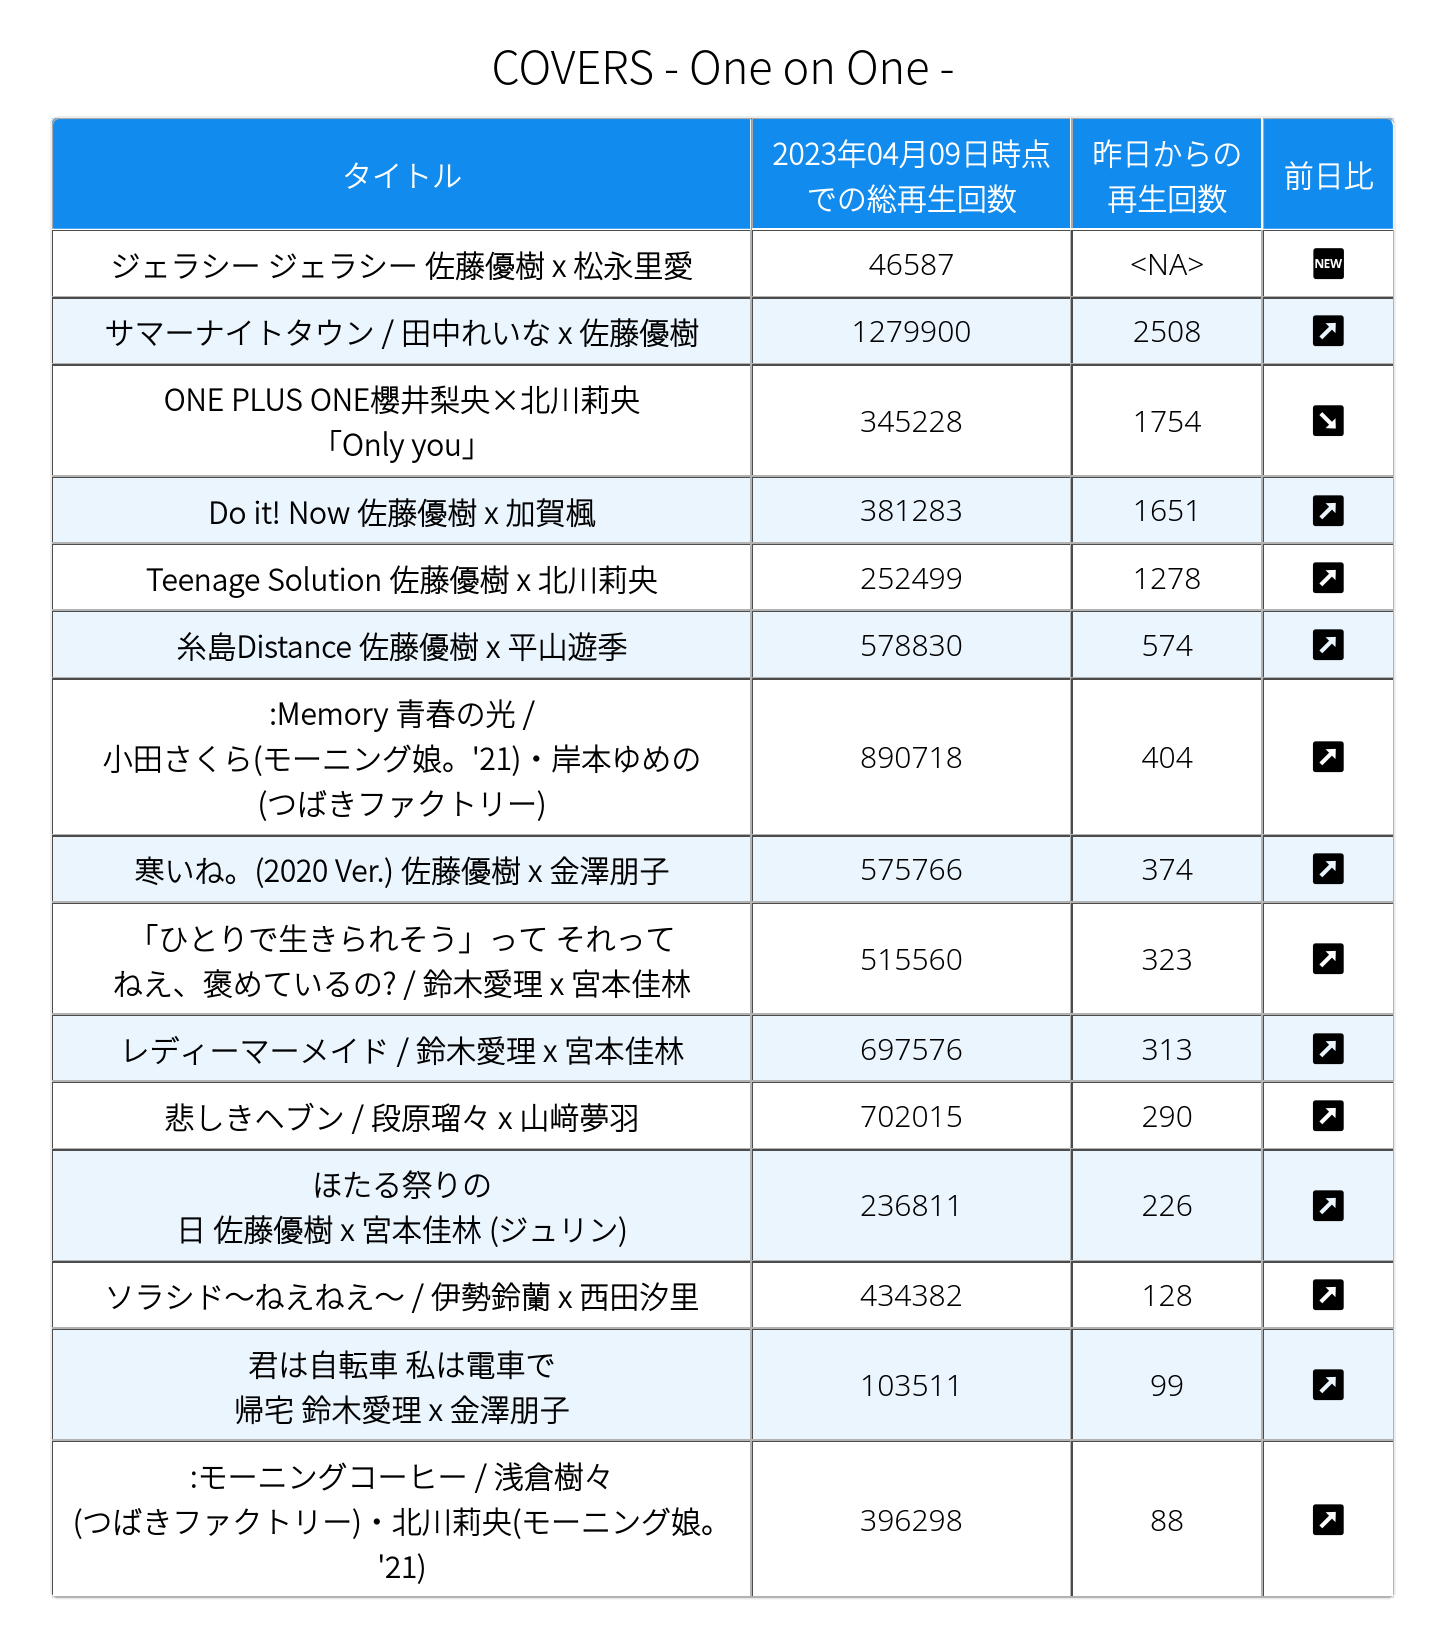 COVERS - One on One -
タイトル
2023年04月09日時点
での総再生回数
昨日からの
再生回数
前日比
ジェラシー ジェラシー 佐藤優樹 x 松永里愛
46587
<NA>
NEW
サマーナイトタウン / 田中れいな x 佐藤優樹
1279900
2508
ONE PLUS ONE櫻井梨央×北川莉央
「Only you」
345228
1754
Do it! Now 佐藤優樹 x 加賀楓
381283
1651
Teenage Solution 佐藤優樹 x 北川莉央
252499
1278
糸島Distance 佐藤優樹 x 平山遊季
578830
574
:Memory 青春の光 /
小田さくら(モーニング娘。'21)・岸本ゆめの
(つばきファクトリー)
890718
404
寒いね。(2020 Ver.) 佐藤優樹 x 金澤朋子
575766
374
「ひとりで生きられそう」って それって
ねえ、褒めているの? / 鈴木愛理 x 宮本佳林
515560
323
レディーマーメイド / 鈴木愛理 x 宮本佳林
697576
313
悲しきヘブン / 段原瑠々 x 山﨑夢羽
702015
290
ほたる祭りの
日 佐藤優樹 x 宮本佳林 (ジュリン)
236811
226
ソラシド～ねえねえ～ / 伊勢鈴蘭 x 西田汐里
434382
128
君は自転車 私は電車で
帰宅 鈴木愛理 x 金澤朋子
103511
99
:モーニングコーヒー / 浅倉樹々
(つばきファクトリー)・北川莉央(モーニング娘。
'21)
396298
88